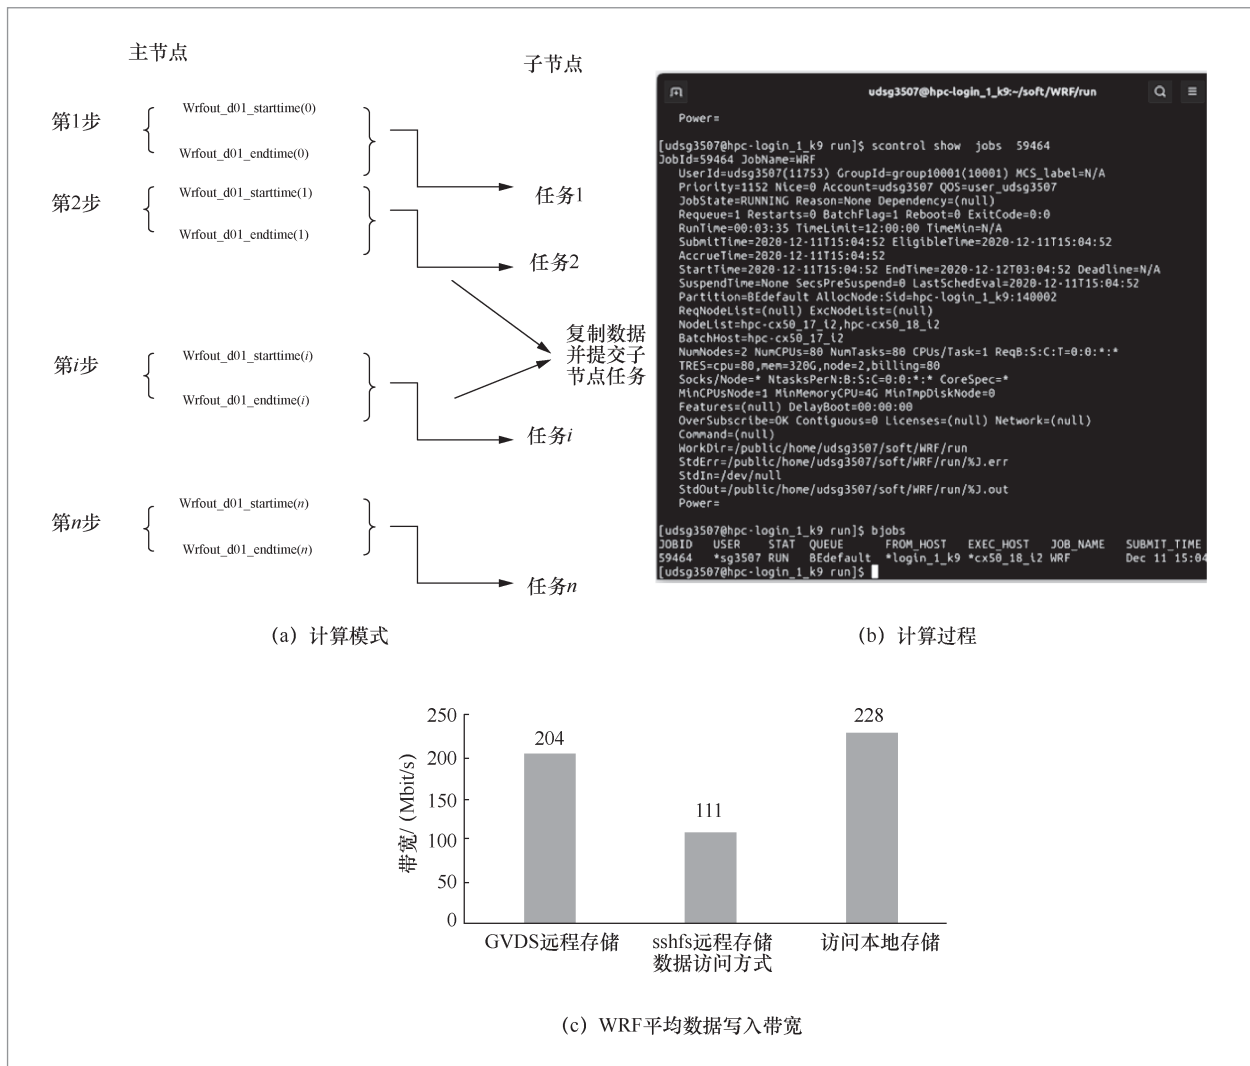 主节点
子节点
第1步
Wrfout_d01_starttime(0)
Wrfout_d01_endtime(0)
任务1
第2步
Wrfout_d01_starttime(1)
Wrfout_d01_endtime(1)
任务2
复制数据
并提交子
节点任务
第i步
Wrfout_d01_starttime(i)
Wrfout_d01_endtime(i)
任务i
第n步
Wrfout_d01_startime(n)
Wrfout_d01_endtime(n)
任务n
(a) 计算模式
udsg3507@hpc-login_1_k9:~/soft/WRF/run
Power=
[udsg3507@hpc-login_1_k9 run]$ scontrol show jobs 59464
JobId=59464 JobName=WRF
UserId=udsg3507(11753) GroupId=group10001(10001) MCS_label=N/A
Priority=1152 Nice=0 Account=udsg3507 QOS=user_udsg3507
JobState=RUNNING Reason=None Dependency=(null)
Requeue=1 Restarts=0 BatchFlag=1 Reboot=0 ExitCode=0:0
RunTime=00:03:35 TimeLimit=12:00:00 TimeMin=N/A
SubmitTime=2020-12-11T15:04:52 EligibleTime=2020-12-11T15:04:52
AccrueTime=2020-12-11T15:04:52
StartTime=2020-12-11T15:04:52 EndTime=2020-12-12T03:04:52 Deadline=N/A
SuspendTime=None SecsPreSuspend=0 LastSchedEval=2020-12-11T15:04:52
Partition=BEdefault AllocNode:Sid=hpc-login_1_k9:140002
ReqNodeList=(null) ExcNodeList=(null)
NodeList=hpc-cx50_17_i2,hpc-cx50_18_i2
BatchHost=hpc-cx50_17_i2
NumNodes=2 NumCPUs=80 NumTasks=80 CPUs/Task=1 ReqB:S:C:T=0:0:*:*
TRES=cpu=80,mem=320G,node=2,billing=80
Socks/Node=* NtasksPerN:B:S:C=0:0:*:* CoreSpec=*
MinCPUsNode=1 MinMemoryCPU=4G MinTmpDiskNode=0
Features=(null) DelayBoot=00:00:00
OverSubscribe=OK Contiguous=0 Licenses=(null) Network=(null)
Command=(null)
WorkDir=/public/home/udsg3507/soft/WRF/run
StdErr=/public/home/udsg3507/soft/WRF/run/%J.err
StdIn=/dev/null
StdOut=/public/home/udsg3507/soft/WRF/run/%J.out
Power=
[udsg3507@hpc-login_1_k9 run]$ bjobs
JOBID USER STAT QUEUE FROM_HOST EXEC_HOST JOB_NAME SUBMIT_TIME
59464 *sg3507 RUN BEdefault *login_1_k9 *cx50_18_i2 WRF Dec 11 15:04
[udsg3507@hpc-login_1_k9 run]$
(b) 计算过程
带宽/ (Mbit/s)
250
200
150
100
50
0
204
111
228
GVDS远程存储
sshfs远程存储
访问本地存储
数据访问方式
(c) WRF平均数据写入带宽